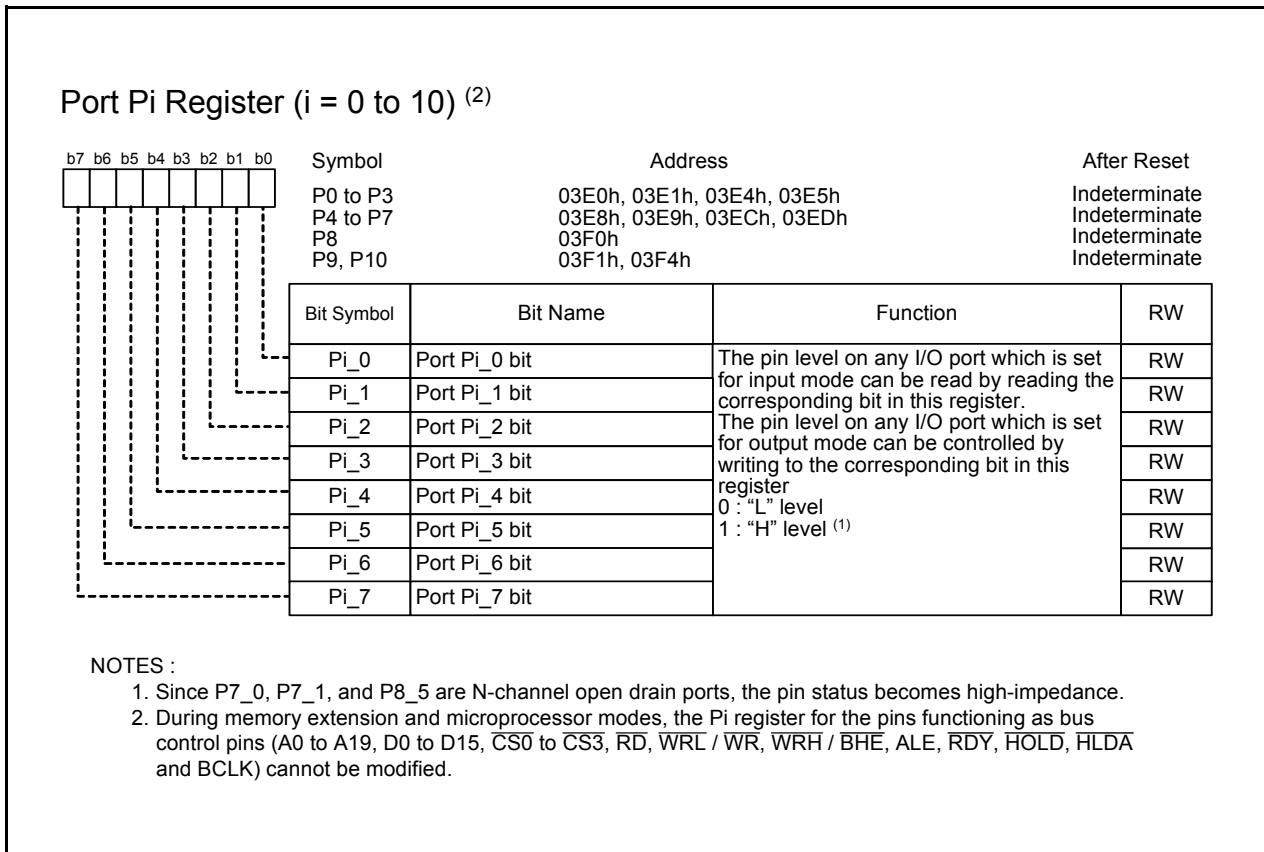 Port Pi Register (i = 0 to 10) (2)
b7 b6 b5 b4 b3 b2 b1 b0
Symbol Address After Reset
P0 to P3 03E0h, 03E1h, 03E4h, 03E5h Indeterminate
P4 to P7 03E8h, 03E9h, 03ECh, 03EDh Indeterminate
P8 03F0h Indeterminate
P9, P10 03F1h, 03F4h Indeterminate
Bit Symbol Bit Name Function RW
Pi_0 Port Pi_0 bit RW
Pi_1 Port Pi_1 bit RW
Pi_2 Port Pi_2 bit RW
Pi_3 Port Pi_3 bit RW
Pi_4 Port Pi_4 bit RW
Pi_5 Port Pi_5 bit RW
Pi_6 Port Pi_6 bit RW
Pi_7 Port Pi_7 bit RW
The pin level on any I/O port which is set
for input mode can be read by reading the
corresponding bit in this register.
The pin level on any I/O port which is set
for output mode can be controlled by
writing to the corresponding bit in this
register
0 : “L” level
1 : “H” level (1)
NOTES :
1. Since P7_0, P7_1, and P8_5 are N-channel open drain ports, the pin status becomes high-impedance.
2. During memory extension and microprocessor modes, the Pi register for the pins functioning as bus
control pins (A0 to A19, D0 to D15, CS0 to CS3, RD, WRL / WR, WRH / BHE, ALE, RDY, HOLD, HLDA
and BCLK) cannot be modified.